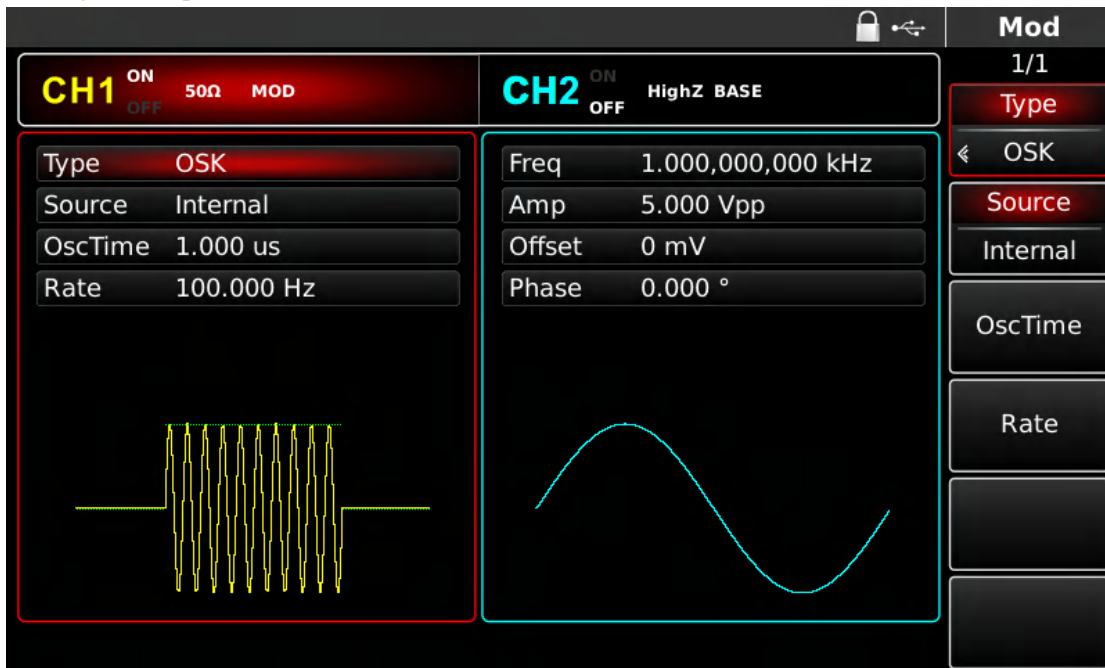 Mod
1/1
CH1 ON OFF 50Ω MOD
CH2 ON OFF HighZ BASE
Type OSK
Source Internal
OscTime 1.000 us
Rate 100.000 Hz
Freq 1.000,000,000 kHz
Amp 5.000 Vpp
Offset 0 mV
Phase 0.000 °
Type
OSK
Source
Internal
OscTime
Rate